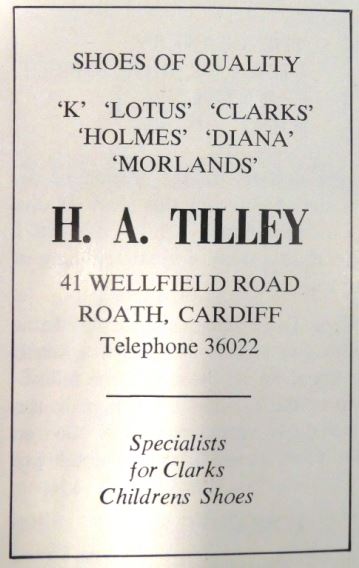 SHOES OF QUALITY
'K' 'LOTUS' 'CLARKS'
'HOLMES' 'DIANA'
'MORLANDS'
H. A. TILLEY
41 WELLFIELD ROAD
ROATH, CARDIFF
Telephone 36022
Specialists
for Clarks
Childrens Shoes